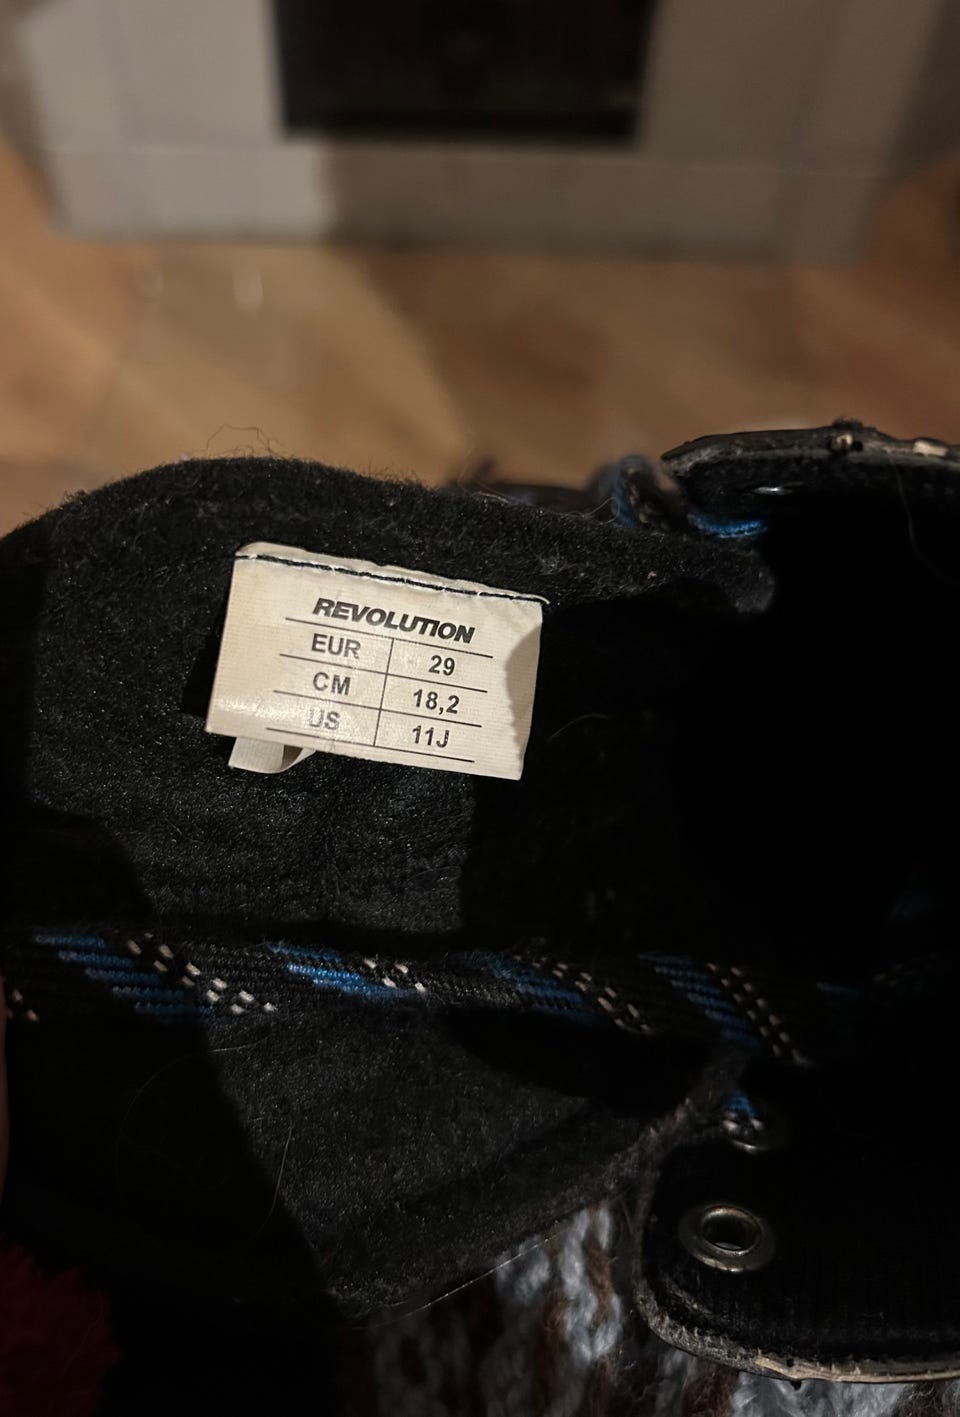 REVOLUTION
EUR 29
CM 18,2
US 11J